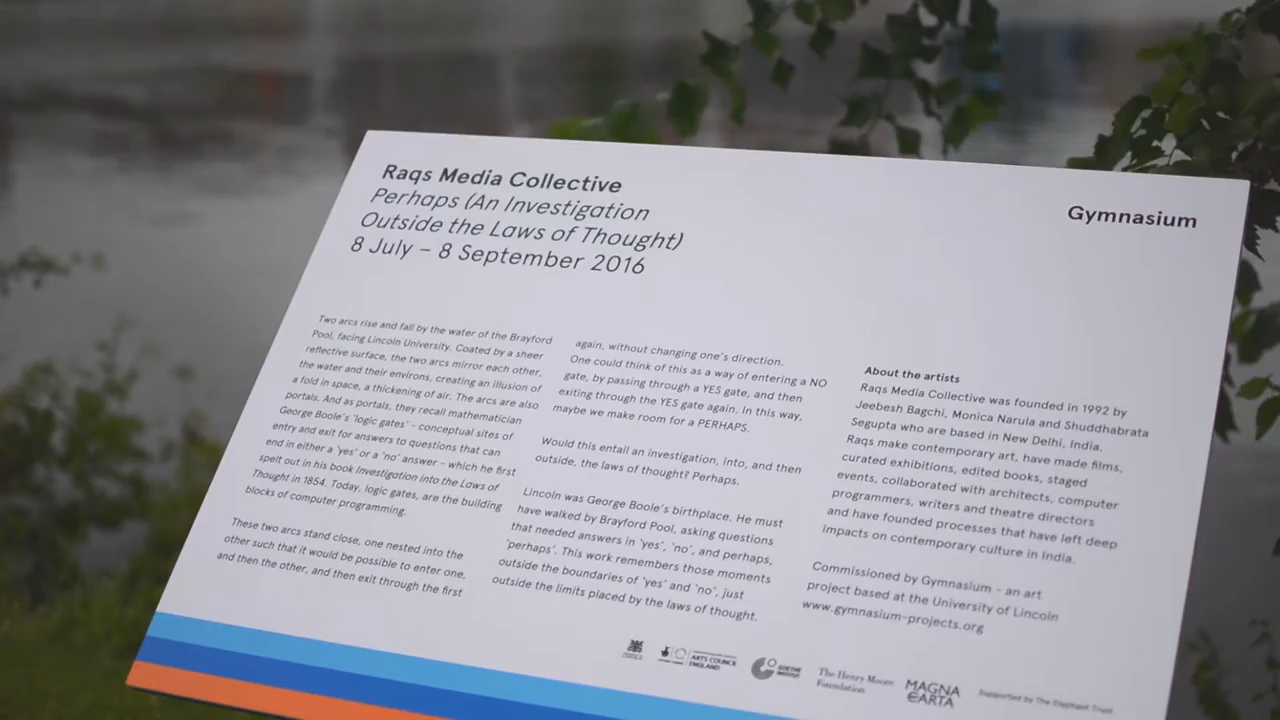 Raqs Media Collective
Perhaps (An Investigation
Outside the Laws of Thought)
8 July – 8 September 2016
Gymnasium
Two arcs rise and fall by the water of the Brayford
Pool, facing Lincoln University. Coated by a sheer
reflective surface, the two arcs mirror each other,
the water and their environs, creating an illusion of
a fold in space, a thickening of air. The arcs are also
portals. And as portals, they recall mathematician
George Boole's 'logic gates' - conceptual sites of
entry and exit for answers to questions that can
end in either a 'yes' or a 'no' answer - which he first
spelt out in his book Investigation into the Laws of
Thought in 1854. Today, logic gates, are the building
blocks of computer programming.
These two arcs stand close, one nested into the
other such that it would be possible to enter one,
and then the other, and then exit through the first
again, without changing one's direction.
One could think of this as a way of entering a NO
gate, by passing through a YES gate, and then
exiting through the YES gate again. In this way,
maybe we make room for a PERHAPS.
Would this entail an investigation, into, and then
outside, the laws of thought? Perhaps.
Lincoln was George Boole's birthplace. He must
have walked by Brayford Pool, asking questions
that needed answers in 'yes', 'no', and perhaps,
'perhaps'. This work remembers those moments
outside the boundaries of 'yes' and 'no', just
outside the limits placed by the laws of thought.
About the artists
Raqs Media Collective was founded in 1992 by
Jeebesh Bagchi, Monica Narula and Shuddhabrata
Segupta who are based in New Delhi, India.
Raqs make contemporary art, have made films,
curated exhibitions, edited books, staged
events, collaborated with architects, computer
programmers, writers and theatre directors
and have founded processes that have left deep
impacts on contemporary culture in India.
Commissioned by Gymnasium - an art
project based at the University of Lincoln
www.gymnasium-projects.org
ARTS COUNCIL
ENGLAND
GOETHE
INSTITUT
The Henry Moore
Foundation
MAGNA
CARTA
Supported by The Elephant Trust